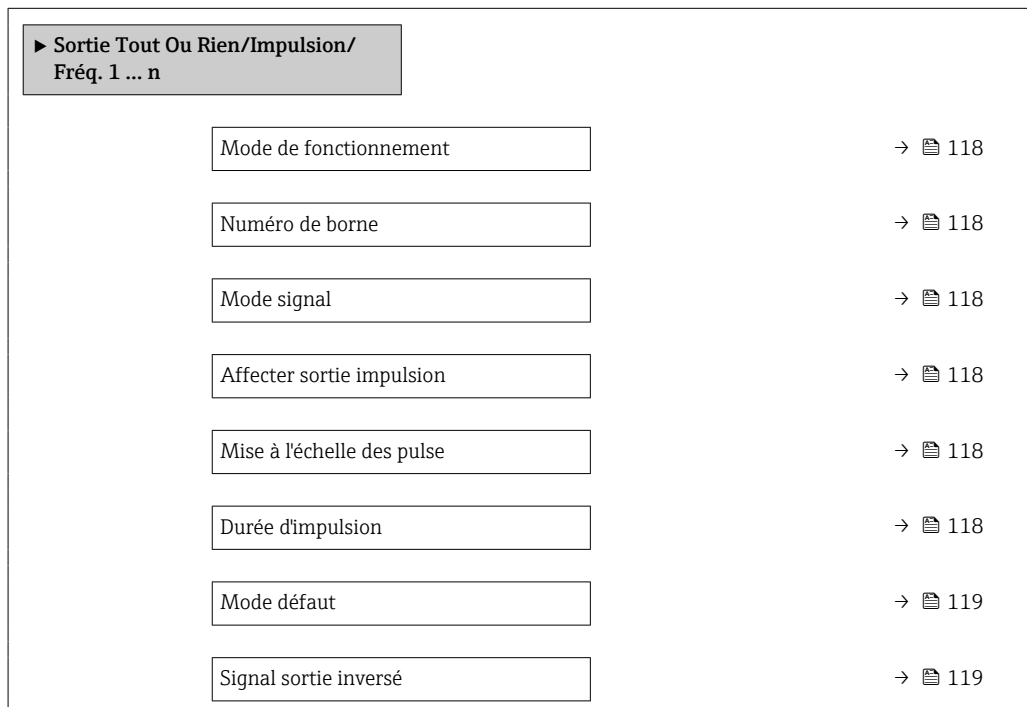 ▶ Sortie Tout Ou Rien/Impulsion/
Fréq. 1 ... n
Mode de fonctionnement → 118
Numéro de borne → 118
Mode signal → 118
Affecter sortie impulsion → 118
Mise à l'échelle des pulse → 118
Durée d'impulsion → 118
Mode défaut → 119
Signal sortie inversé → 119